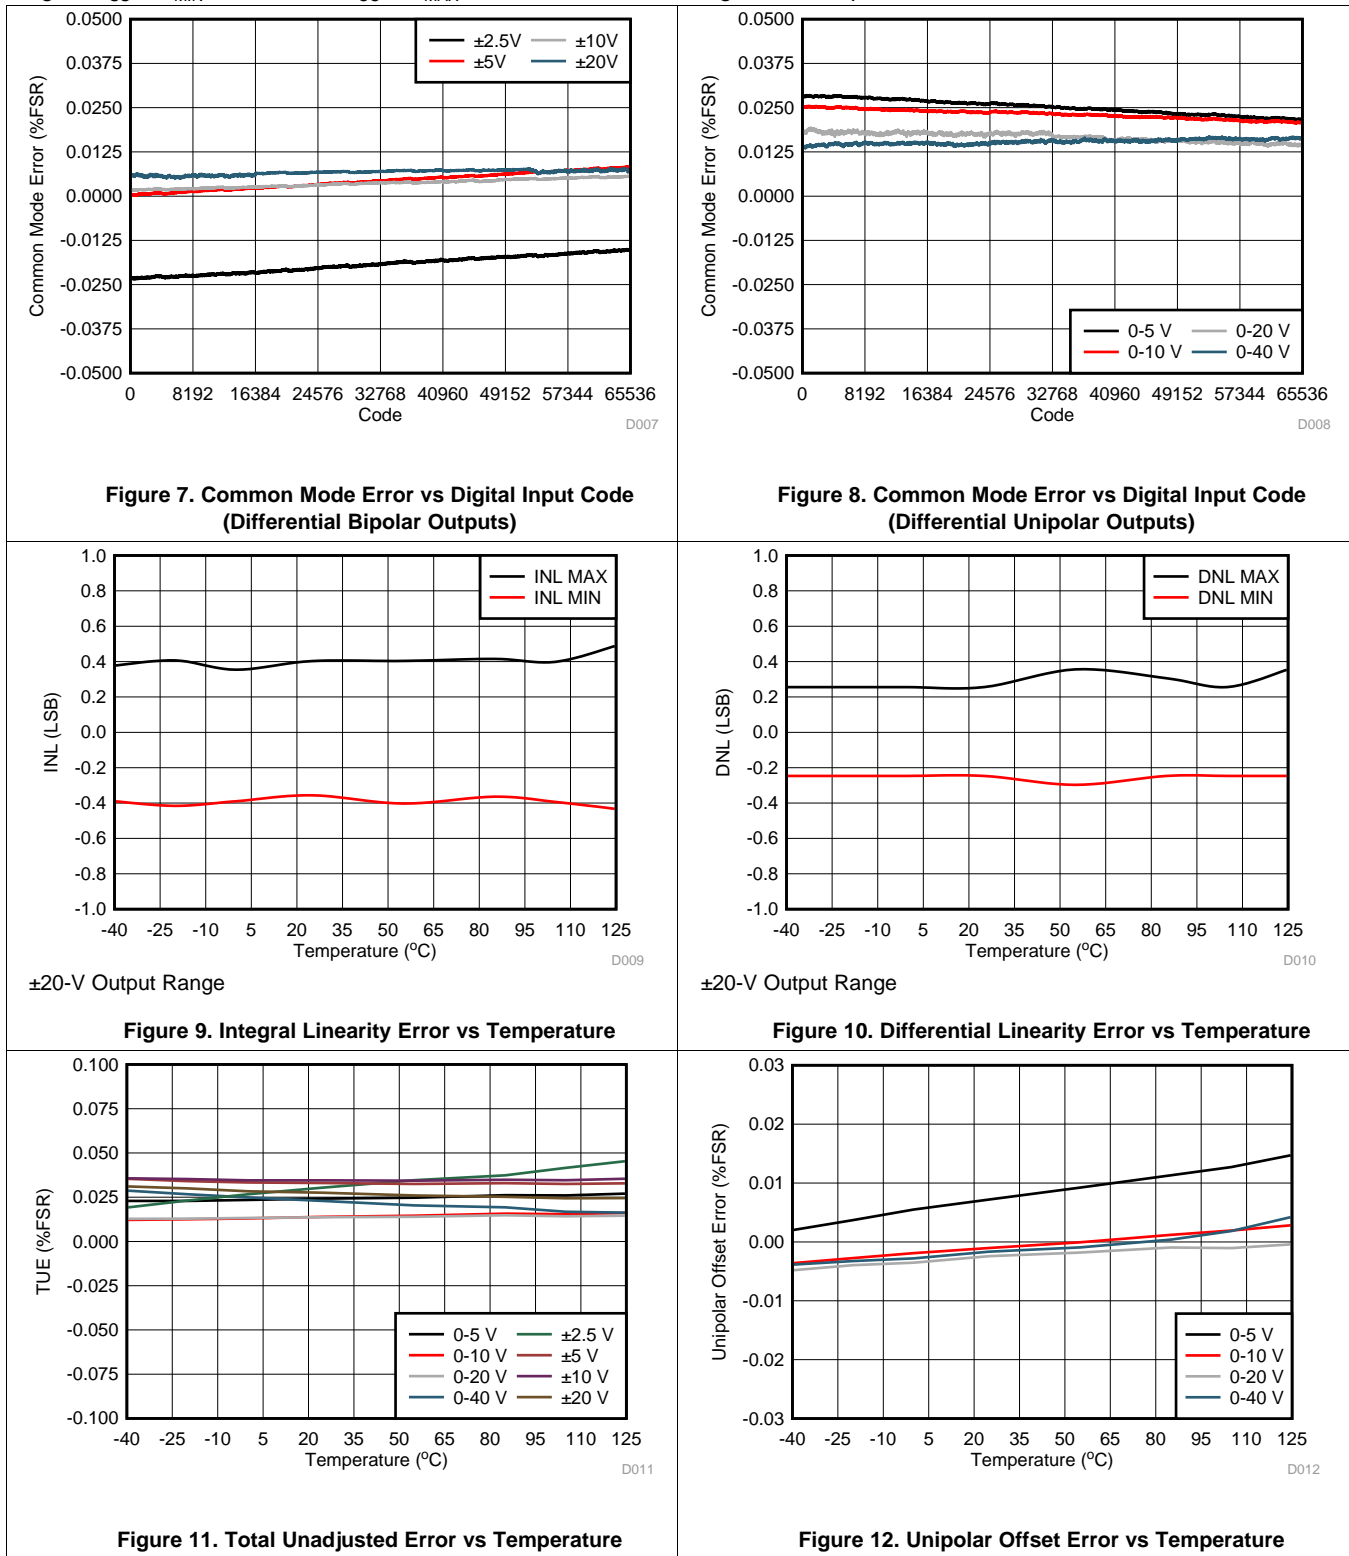 0.0500
0.0375
0.0250
0.0125
0.0000
-0.0125
-0.0250
-0.0375
-0.0500
Common Mode Error (%FSR)
±2.5V
±5V
±10V
±20V
0 8192 16384 24576 32768 40960 49152 57344 65536
Code
D007
Figure 7. Common Mode Error vs Digital Input Code
(Differential Bipolar Outputs)
0.0500
0.0375
0.0250
0.0125
0.0000
-0.0125
-0.0250
-0.0375
-0.0500
Common Mode Error (%FSR)
0-5 V
0-10 V
0-20 V
0-40 V
0 8192 16384 24576 32768 40960 49152 57344 65536
Code
D008
Figure 8. Common Mode Error vs Digital Input Code
(Differential Unipolar Outputs)
1.0
0.8
0.6
0.4
0.2
0.0
-0.2
-0.4
-0.6
-0.8
-1.0
INL (LSB)
INL MAX
INL MIN
-40 -25 -10 5 20 35 50 65 80 95 110 125
Temperature (°C)
D009
±20-V Output Range
Figure 9. Integral Linearity Error vs Temperature
1.0
0.8
0.6
0.4
0.2
0.0
-0.2
-0.4
-0.6
-0.8
-1.0
DNL (LSB)
DNL MAX
DNL MIN
-40 -25 -10 5 20 35 50 65 80 95 110 125
Temperature (°C)
D010
±20-V Output Range
Figure 10. Differential Linearity Error vs Temperature
0.100
0.075
0.050
0.025
0.000
-0.025
-0.050
-0.075
-0.100
TUE (%FSR)
0-5 V
0-10 V
0-20 V
0-40 V
±2.5 V
±5 V
±10 V
±20 V
-40 -25 -10 5 20 35 50 65 80 95 110 125
Temperature (°C)
D011
Figure 11. Total Unadjusted Error vs Temperature
0.03
0.02
0.01
0.00
-0.01
-0.02
-0.03
Unipolar Offset Error (%FSR)
0-5 V
0-10 V
0-20 V
0-40 V
-40 -25 -10 5 20 35 50 65 80 95 110 125
Temperature (°C)
D012
Figure 12. Unipolar Offset Error vs Temperature